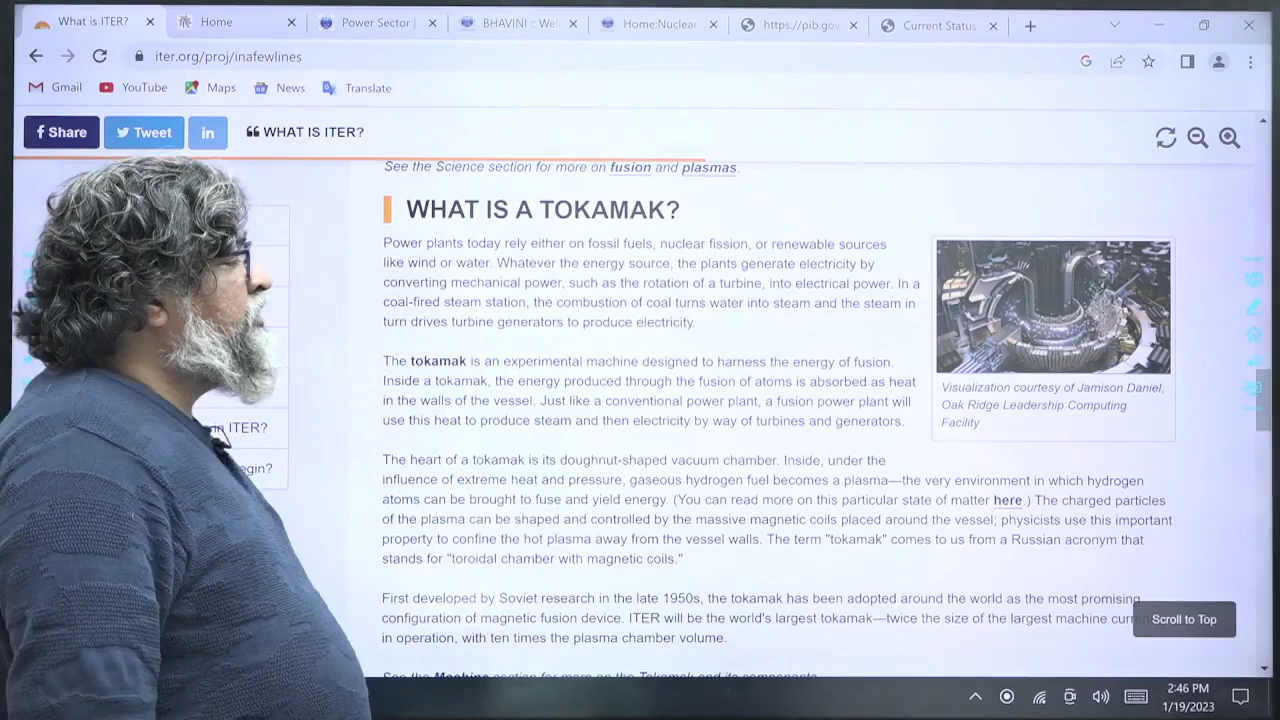 What is ITER?
Home
Power Sector
BHAVINI :: Wel
Home:Nuclear
https://pib.gov
Current Status
iter.org/proj/inafewlines
Gmail
YouTube
Maps
News
Translate
Share
Tweet
in
WHAT IS ITER?
See the Science section for more on fusion and plasmas.
WHAT IS A TOKAMAK?
Power plants today rely either on fossil fuels, nuclear fission, or renewable sources
like wind or water. Whatever the energy source, the plants generate electricity by
converting mechanical power, such as the rotation of a turbine, into electrical power. In a
coal-fired steam station, the combustion of coal turns water into steam and the steam in
turn drives turbine generators to produce electricity.
The tokamak is an experimental machine designed to harness the energy of fusion.
Inside a tokamak, the energy produced through the fusion of atoms is absorbed as heat
in the walls of the vessel. Just like a conventional power plant, a fusion power plant will
use this heat to produce steam and then electricity by way of turbines and generators.
Visualization courtesy of Jamison Daniel,
Oak Ridge Leadership Computing
Facility
in ITER?
egin?
The heart of a tokamak is its doughnut-shaped vacuum chamber. Inside, under the
influence of extreme heat and pressure, gaseous hydrogen fuel becomes a plasma—the very environment in which hydrogen
atoms can be brought to fuse and yield energy. (You can read more on this particular state of matter here.) The charged particles
of the plasma can be shaped and controlled by the massive magnetic coils placed around the vessel; physicists use this important
property to confine the hot plasma away from the vessel walls. The term "tokamak" comes to us from a Russian acronym that
stands for "toroidal chamber with magnetic coils."
First developed by Soviet research in the late 1950s, the tokamak has been adopted around the world as the most promising
configuration of magnetic fusion device. ITER will be the world's largest tokamak—twice the size of the largest machine curr
in operation, with ten times the plasma chamber volume.
Scroll to Top
See the Machine section for more on the Tokamak and its components.
2:46 PM
1/19/2023